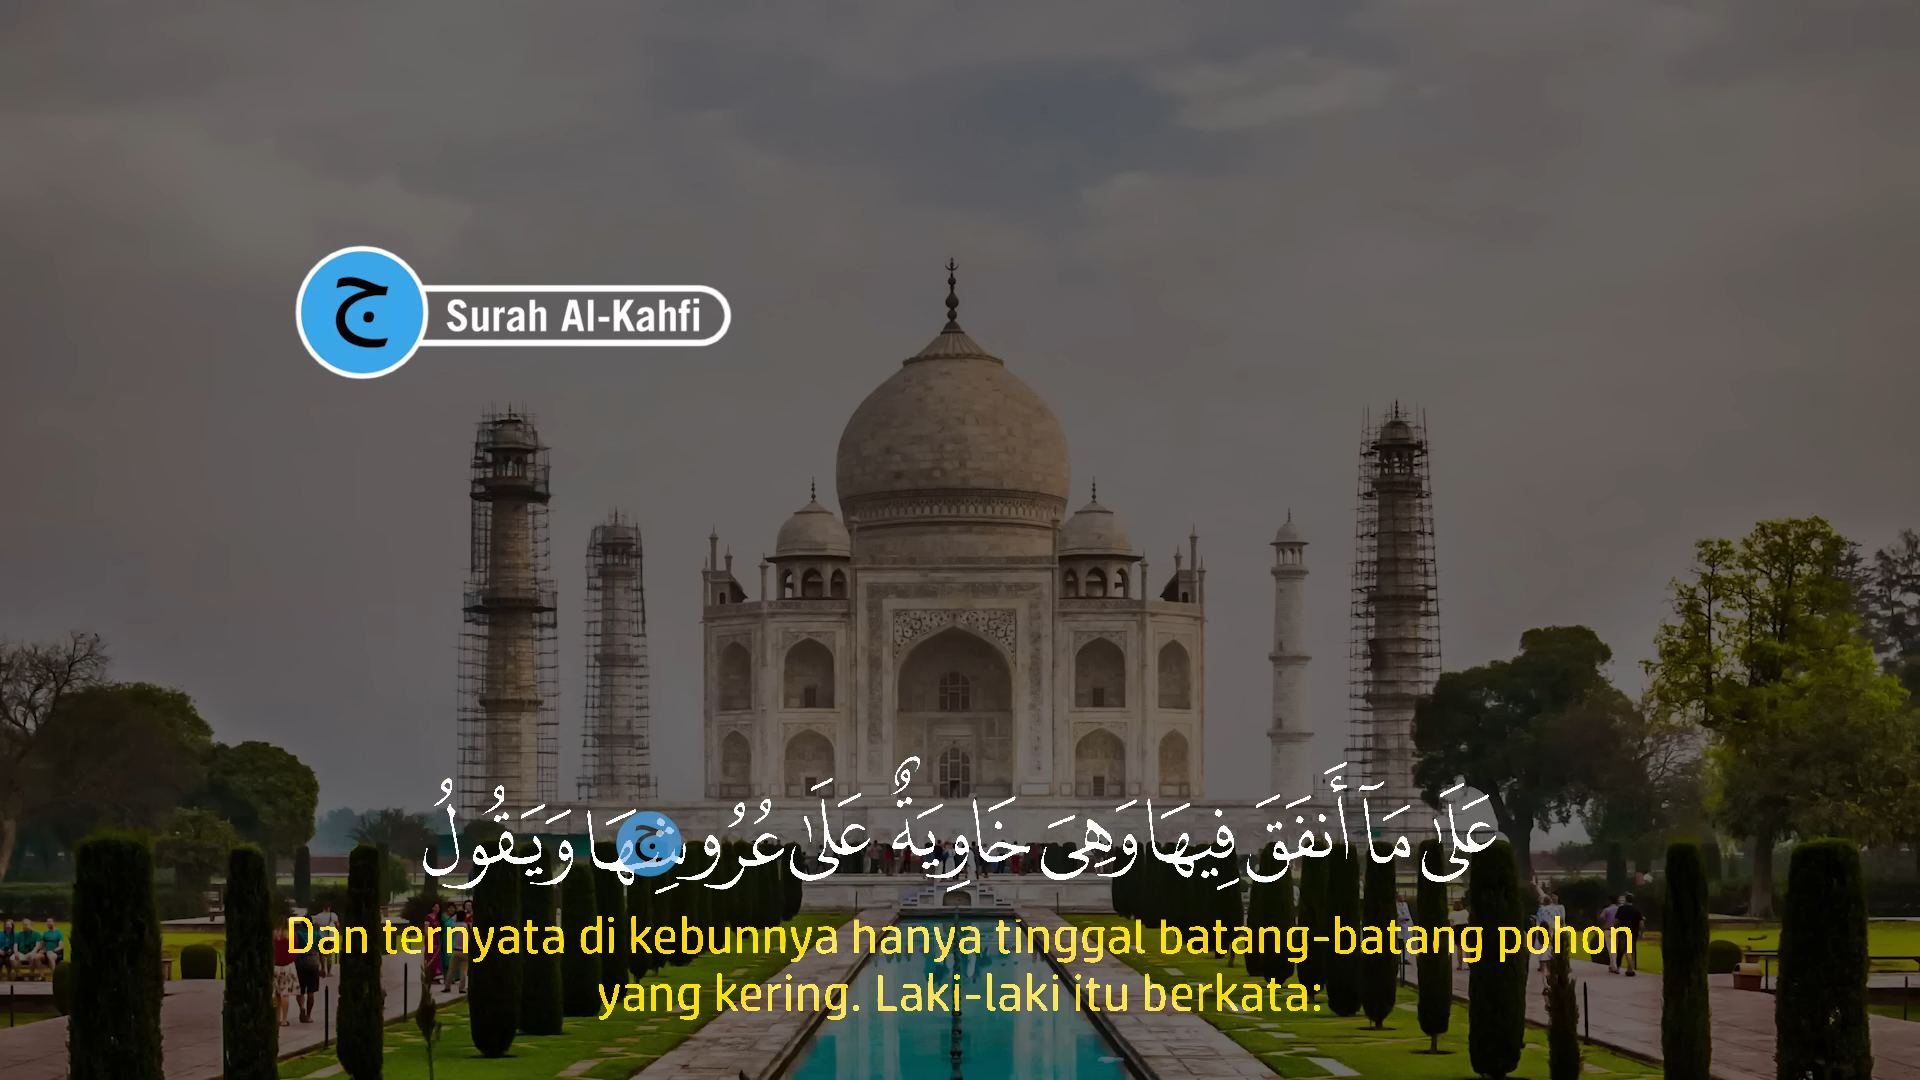 ج
Surah Al-Kahfi
عَلَىٰ مَآ أَنفَقَ فِيهَا وَهِىَ خَاوِيَةٌ عَلَىٰ عُرُوشِهَا وَيَقُولُ
ج
Dan ternyata di kebunnya hanya tinggal batang-batang pohon
yang kering. Laki-laki itu berkata: